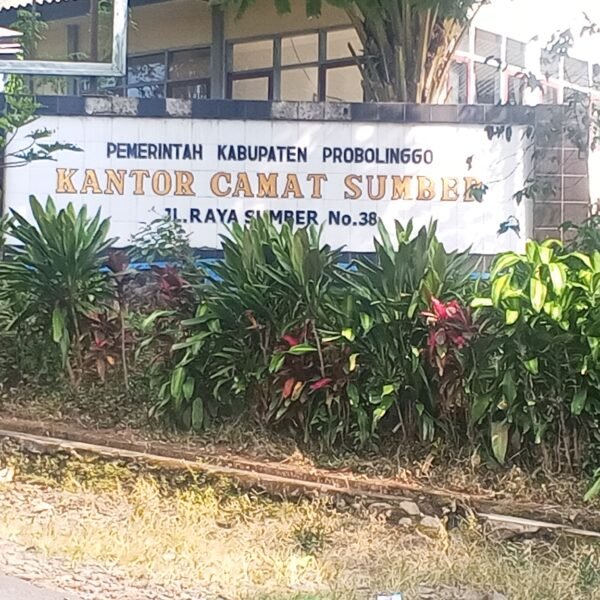 PEMERINTAH KABUPATEN PROBOLINGGO
KANTOR CAMAT SUMBER
JL.RAYA SUMBER No.38